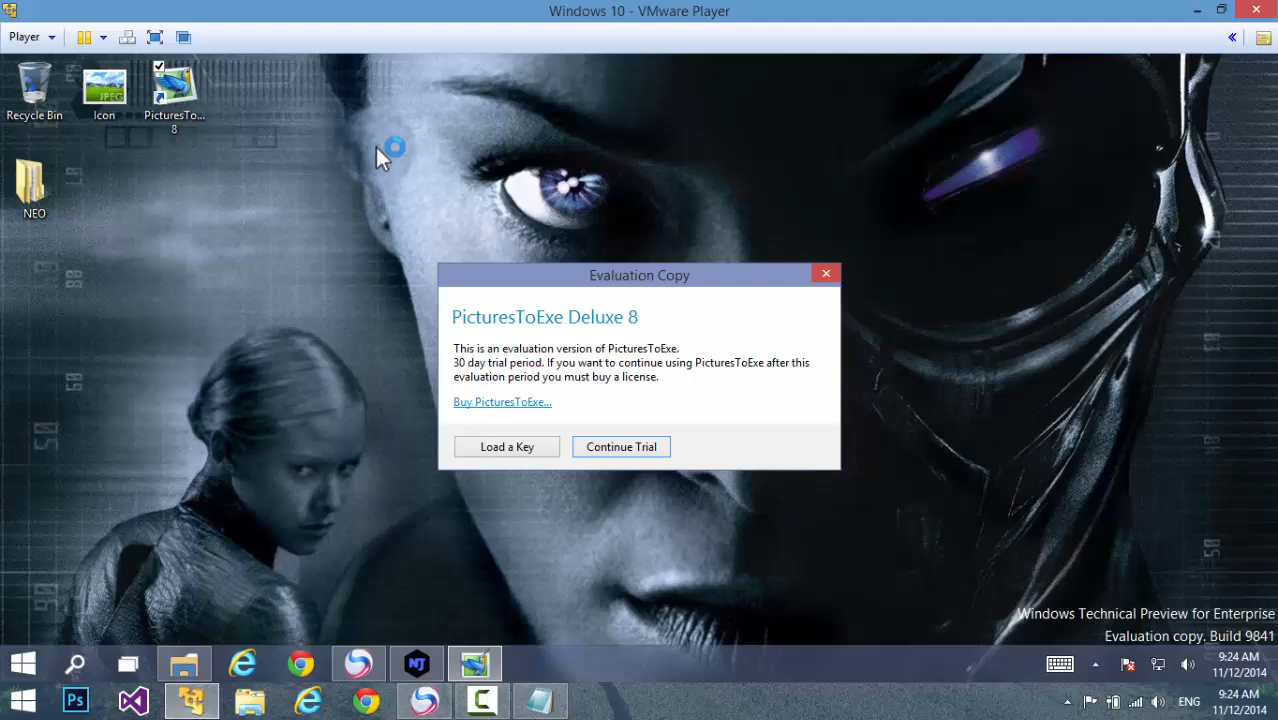 Windows 10 - VMware Player
Player
Recycle Bin
Icon
PicturesTo...
8
JPEG
NEO
Evaluation Copy
PicturesToExe Deluxe 8
This is an evaluation version of PicturesToExe.
30 day trial period. If you want to continue using PicturesToExe after this
evaluation period you must buy a license.
Buy PicturesToExe...
Load a Key
Continue Trial
Windows Technical Preview for Enterprise
Evaluation copy. Build 9841
9:24 AM
11/12/2014
NJ
Ps
ENG
9:24 AM
11/12/2014